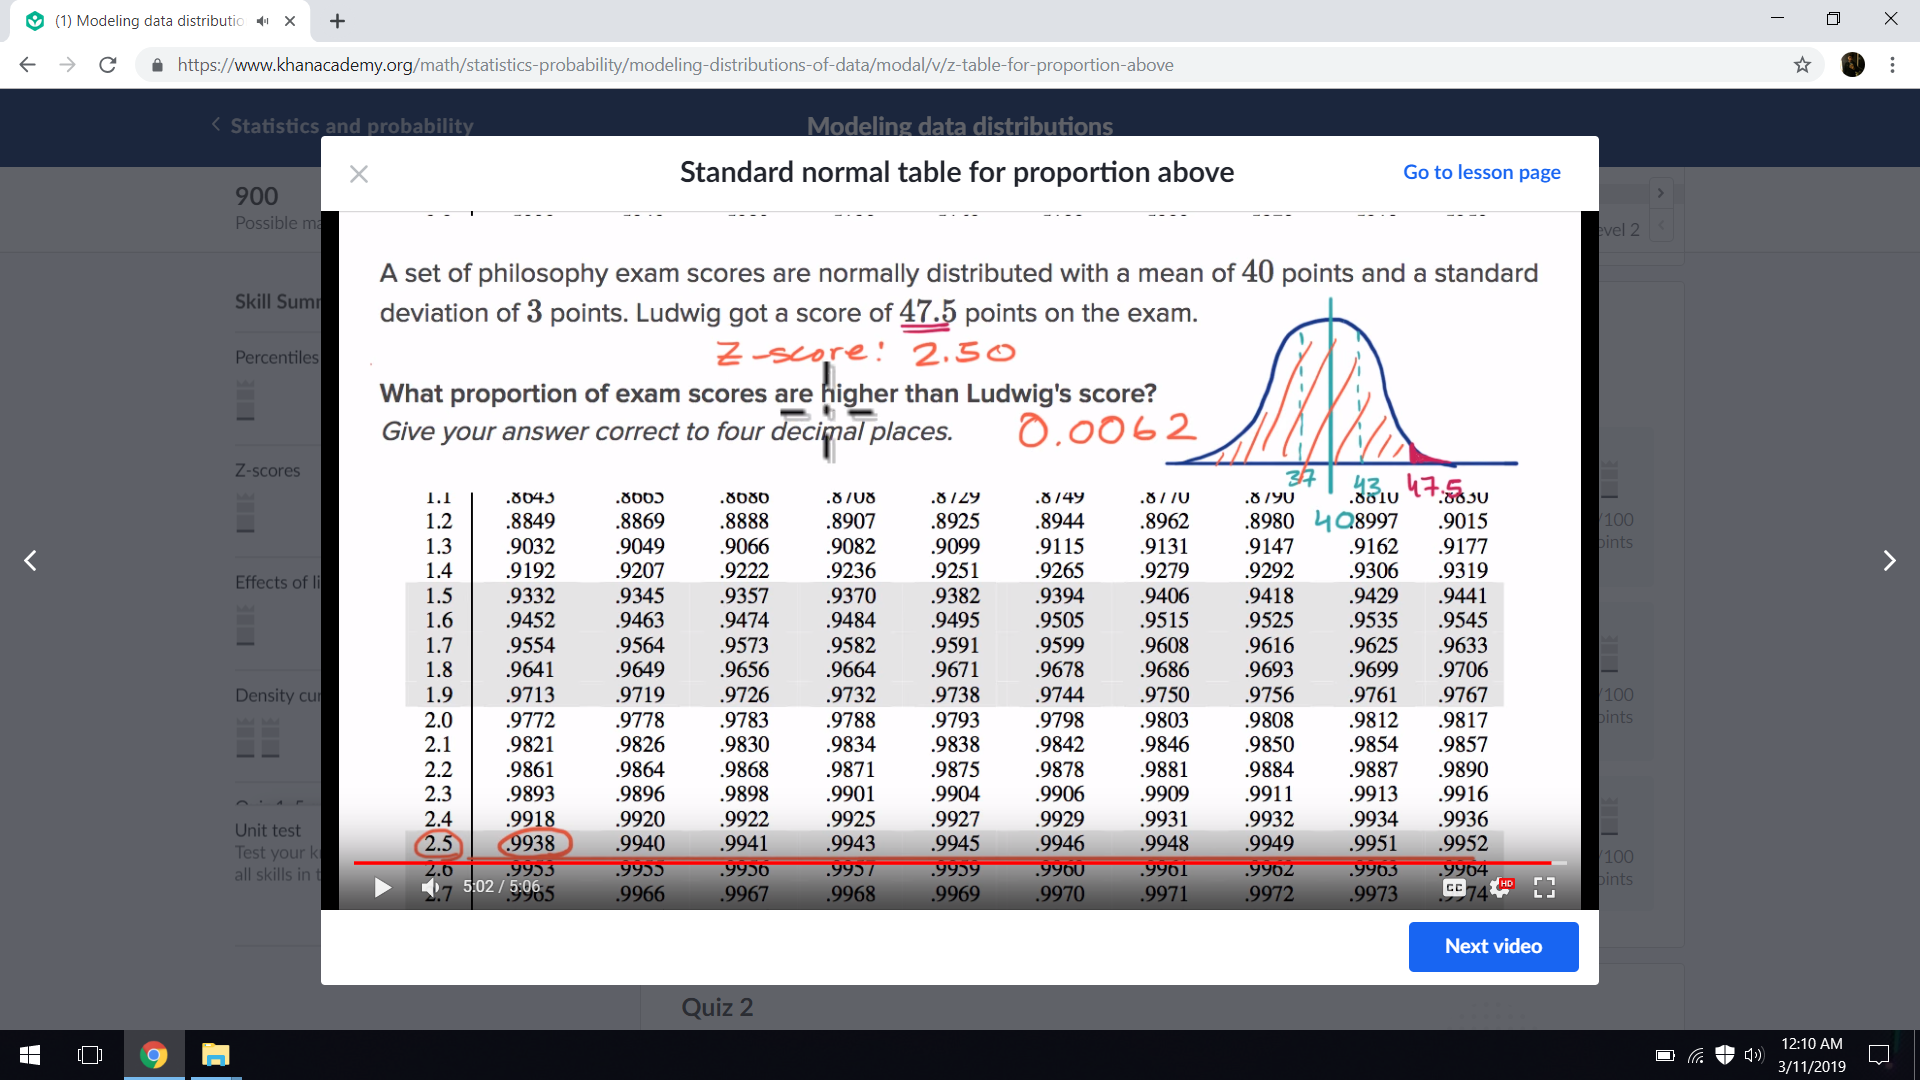 (1) Modeling data distributio
https://www.khanacademy.org/math/statistics-probability/modeling-distributions-of-data/modal/v/z-table-for-proportion-above
Statistics and probability
Modeling data distributions
900
Possible
Skill
Percentiles
Z-scores
Effects of
Density
Unit test
Test your
all skills in
Standard normal table for proportion above
Go to lesson page
A set of philosophy exam scores are normally distributed with a mean of 40 points and a standard
deviation of 3 points. Ludwig got a score of 47.5 points on the exam.
Z-score: 2.50
What proportion of exam scores are higher than Ludwig's score?
Give your answer correct to four decimal places.
0.0062
37 43 47.5
40
1.1 .8643 .8665 .8686 .8708 .8729 .8749 .8770 .8790 .8810 .8830
1.2 .8849 .8869 .8888 .8907 .8925 .8944 .8962 .8980 .8997 .9015
1.3 .9032 .9049 .9066 .9082 .9099 .9115 .9131 .9147 .9162 .9177
1.4 .9192 .9207 .9222 .9236 .9251 .9265 .9279 .9292 .9306 .9319
1.5 .9332 .9345 .9357 .9370 .9382 .9394 .9406 .9418 .9429 .9441
1.6 .9452 .9463 .9474 .9484 .9495 .9505 .9515 .9525 .9535 .9545
1.7 .9554 .9564 .9573 .9582 .9591 .9599 .9608 .9616 .9625 .9633
1.8 .9641 .9649 .9656 .9664 .9671 .9678 .9686 .9693 .9699 .9706
1.9 .9713 .9719 .9726 .9732 .9738 .9744 .9750 .9756 .9761 .9767
2.0 .9772 .9778 .9783 .9788 .9793 .9798 .9803 .9808 .9812 .9817
2.1 .9821 .9826 .9830 .9834 .9838 .9842 .9846 .9850 .9854 .9857
2.2 .9861 .9864 .9868 .9871 .9875 .9878 .9881 .9884 .9887 .9890
2.3 .9893 .9896 .9898 .9901 .9904 .9906 .9909 .9911 .9913 .9916
2.4 .9918 .9920 .9922 .9925 .9927 .9929 .9931 .9932 .9934 .9936
2.5 .9938 .9940 .9941 .9943 .9945 .9946 .9948 .9949 .9951 .9952
2.6 .9953 .9955 .9956 .9957 .9959 .9960 .9961 .9962 .9963 .9964
2.7 .9965 .9966 .9967 .9968 .9969 .9970 .9971 .9972 .9973 .9974
5:02 / 5:06
CC
HD
Next video
evel 2
/100
oints
/100
oints
/100
oints
Quiz 2
12:10 AM
3/11/2019